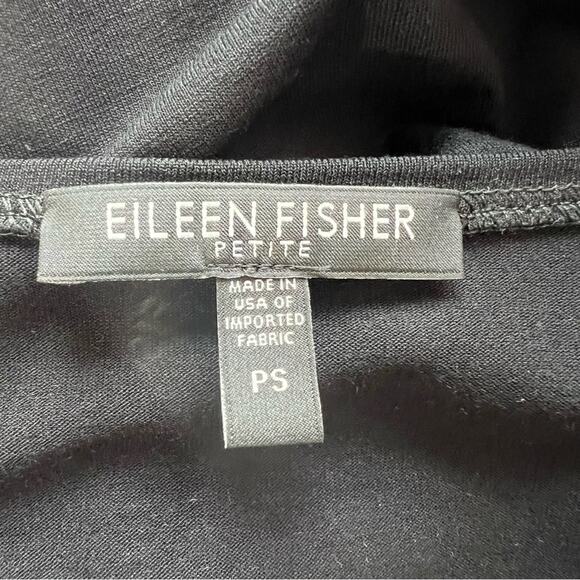 EILEEN FISHER
PETITE
MADE IN
USA OF
IMPORTED
FABRIC
PS